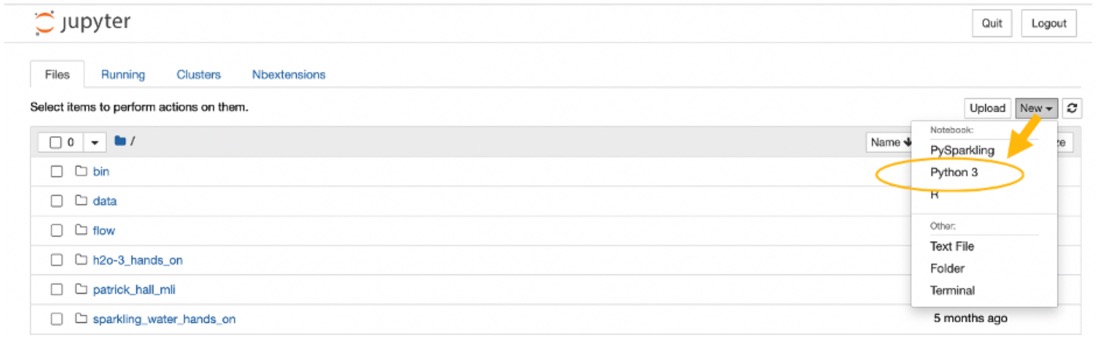 jupyter
Quit Logout
Files Running Clusters Nbextensions
Select items to perform actions on them.
Upload New
0 /
Name ze
Notebook:
PySparkling
Python 3
R
Other:
Text File
Folder
Terminal
bin
data
flow
h2o-3_hands_on
patrick_hall_mli
sparkling_water_hands_on
5 months ago